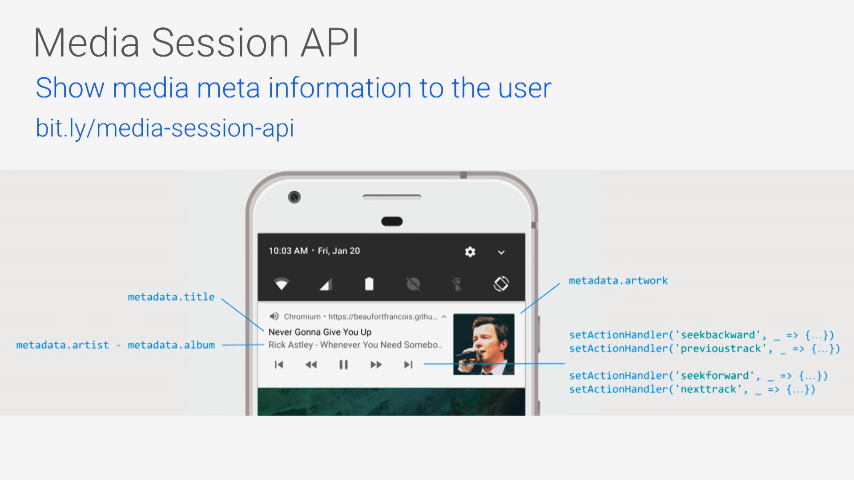 Media Session API
Show media meta information to the user
bit.ly/media-session-api
10:03 AM • Fri, Jan 20
metadata.title
metadata.artwork
Chromium • https://beaufortfrancois.githu...
Never Gonna Give You Up
metadata.artist - metadata.album
Rick Astley - Whenever You Need Somebo..
setActionHandler('seekbackward', _ => {...})
setActionHandler('previoustrack', _ => {...})
setActionHandler('seekforward', _ => {...})
setActionHandler('nexttrack', _ => {...})